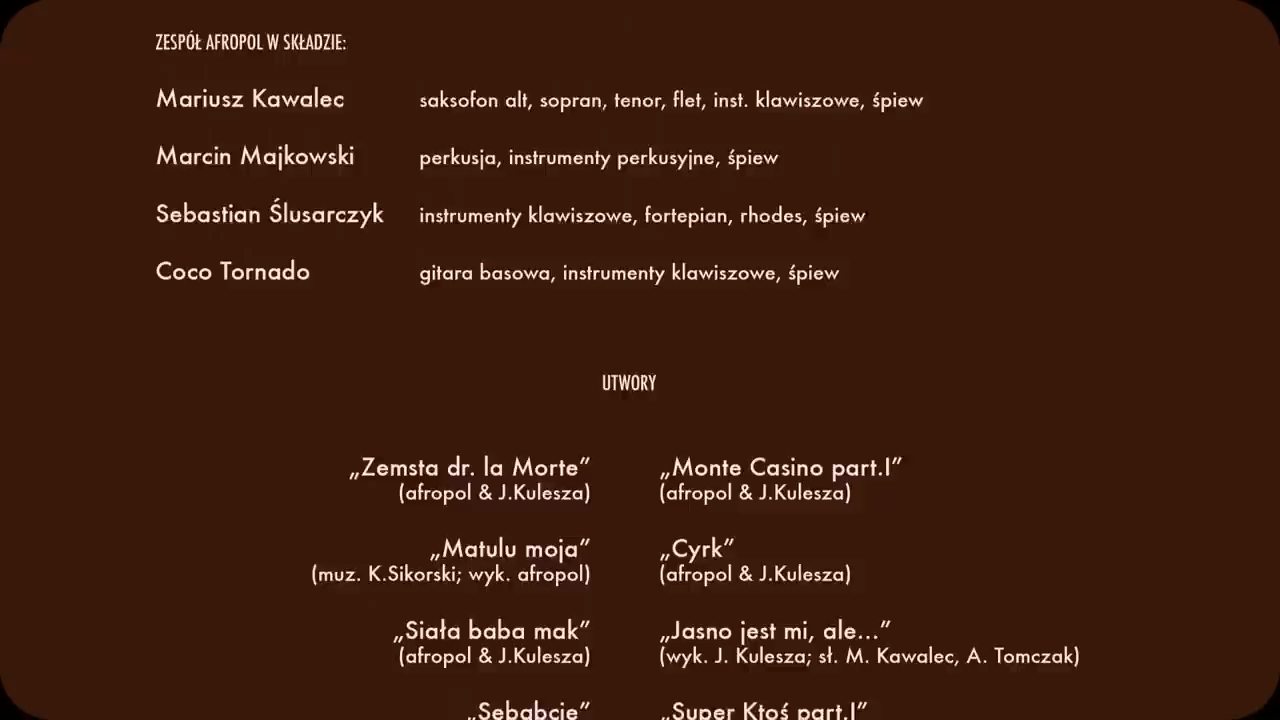 ZESPÓŁ AFROPOL W SKŁADZIE:
Mariusz Kawalec saksofon alt, sopran, tenor, flet, inst. klawiszowe, śpiew
Marcin Majkowski perkusja, instrumenty perkusyjne, śpiew
Sebastian Ślusarczyk instrumenty klawiszowe, fortepian, rhodes, śpiew
Coco Tornado gitara basowa, instrumenty klawiszowe, śpiew
UTWORY
„Zemsta dr. la Morte” „Monte Casino part.I”
(afropol & J.Kulesza) (afropol & J.Kulesza)
„Matulu moja” „Cyrk”
(muz. K.Sikorski; wyk. afropol) (afropol & J.Kulesza)
„Siała baba mak” „Jasno jest mi, ale...”
(afropol & J.Kulesza) (wyk. J. Kulesza; sł. M. Kawalec, A. Tomczak)
„Sebabcie” „Super Ktoś part.I”